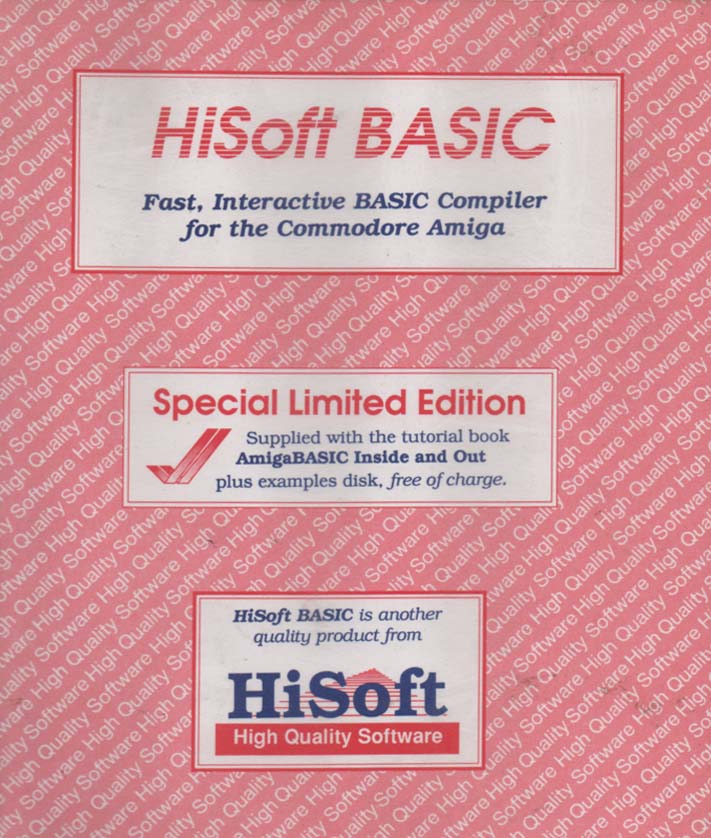 HiSoft BASIC
Fast, Interactive BASIC Compiler
for the Commodore Amiga
Special Limited Edition
Supplied with the tutorial book
AmigaBASIC Inside and Out
plus examples disk, free of charge.
HiSoft BASIC is another
quality product from
HiSoft
High Quality Software